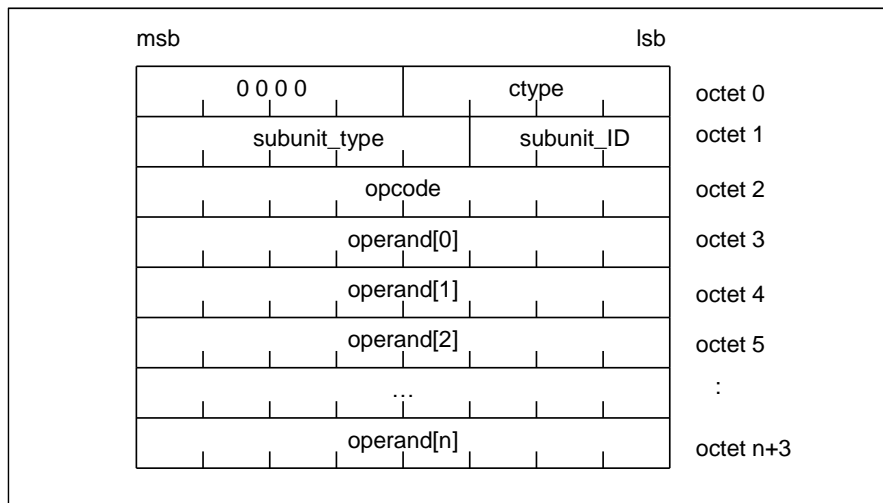 msb lsb
0 0 0 0 ctype octet 0
subunit_type subunit_ID octet 1
opcode octet 2
operand[0] octet 3
operand[1] octet 4
operand[2] octet 5
... :
operand[n] octet n+3